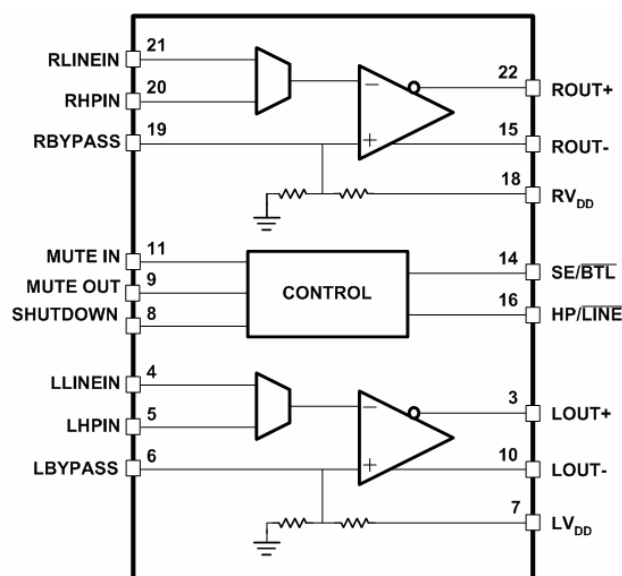 RLINEIN 21
RHPIN 20
RBYPASS 19
22 ROUT+
15 ROUT-
18 RVDD
− +
MUTE IN 11
MUTE OUT 9
SHUTDOWN 8
CONTROL
14 SE/BTL
16 HP/LINE
LLINEIN 4
LHPIN 5
LBYPASS 6
3 LOUT+
10 LOUT-
7 LVDD
− +